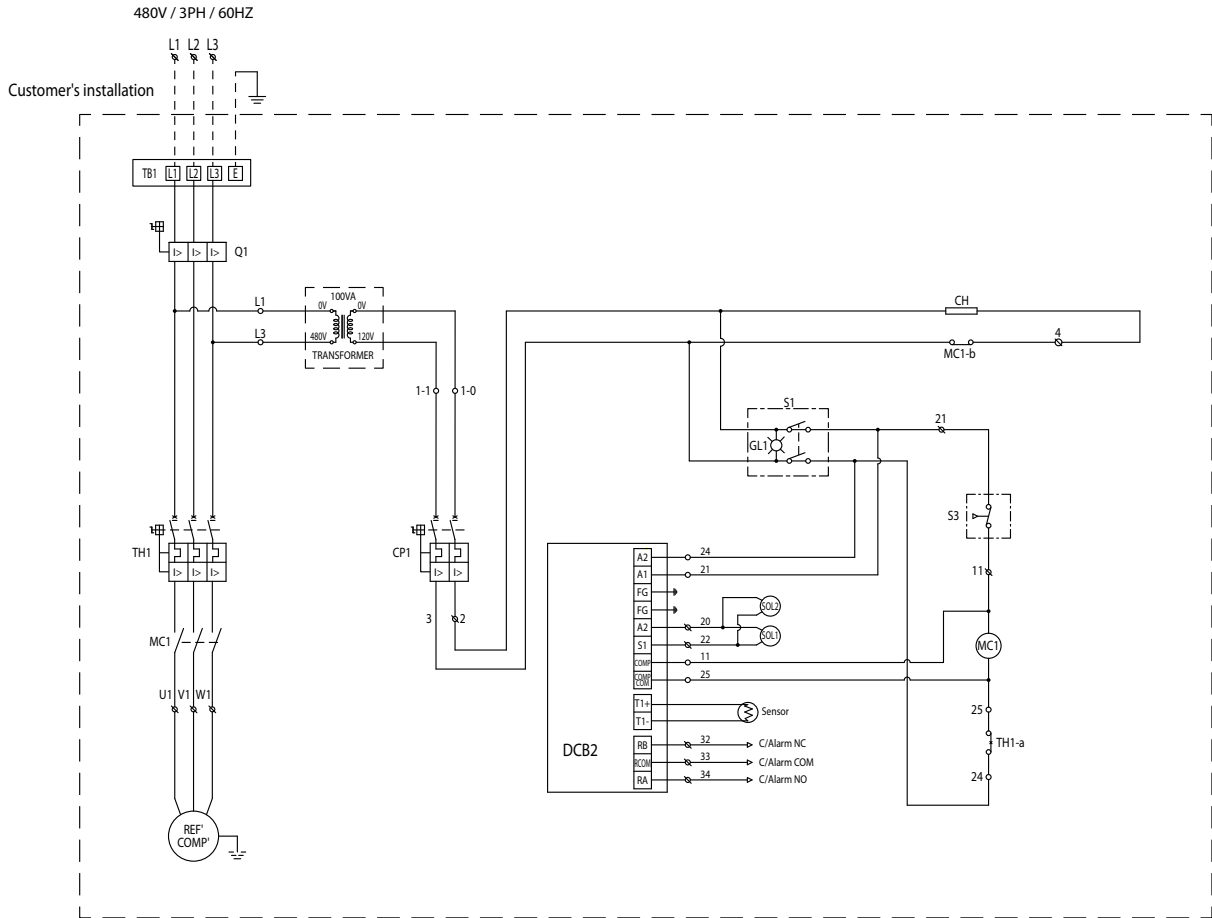 480V / 3PH / 60HZ
L1 L2 L3
Customer's installation
TB1 L1 L2 L3 E
I> I> I> Q1
L1
L3
100VA
0V 0V
480V 120V
TRANSFORMER
1-1 1-0
CH
MC1-b
4
S1
GL1
21
S3
11
TH1
I> I> I>
CP1
I> I>
3 2
MC1
U1 V1 W1
REF'
COMP'
DCB2
A2 24
A1 21
FG
FG
A2 20
S1 22
COMP 11
COMP
COM 25
SOL2
SOL1
T1+
T1-
Sensor
RB 32 C/Alarm NC
RCOM 33 C/Alarm COM
RA 34 C/Alarm NO
MC1
25
TH1-a
24